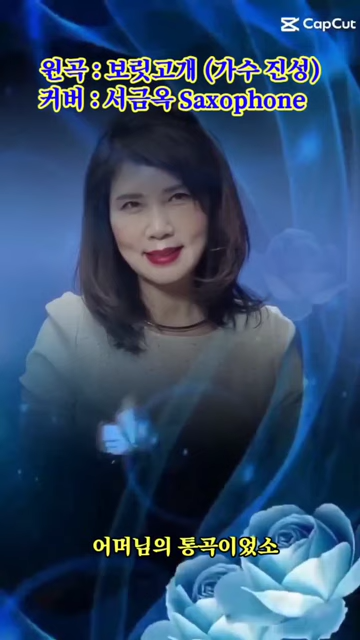 CapCut
원곡 : 보릿고개 (가수 진성)
커버 : 서금옥 Saxophone
어머님의 통곡이었소